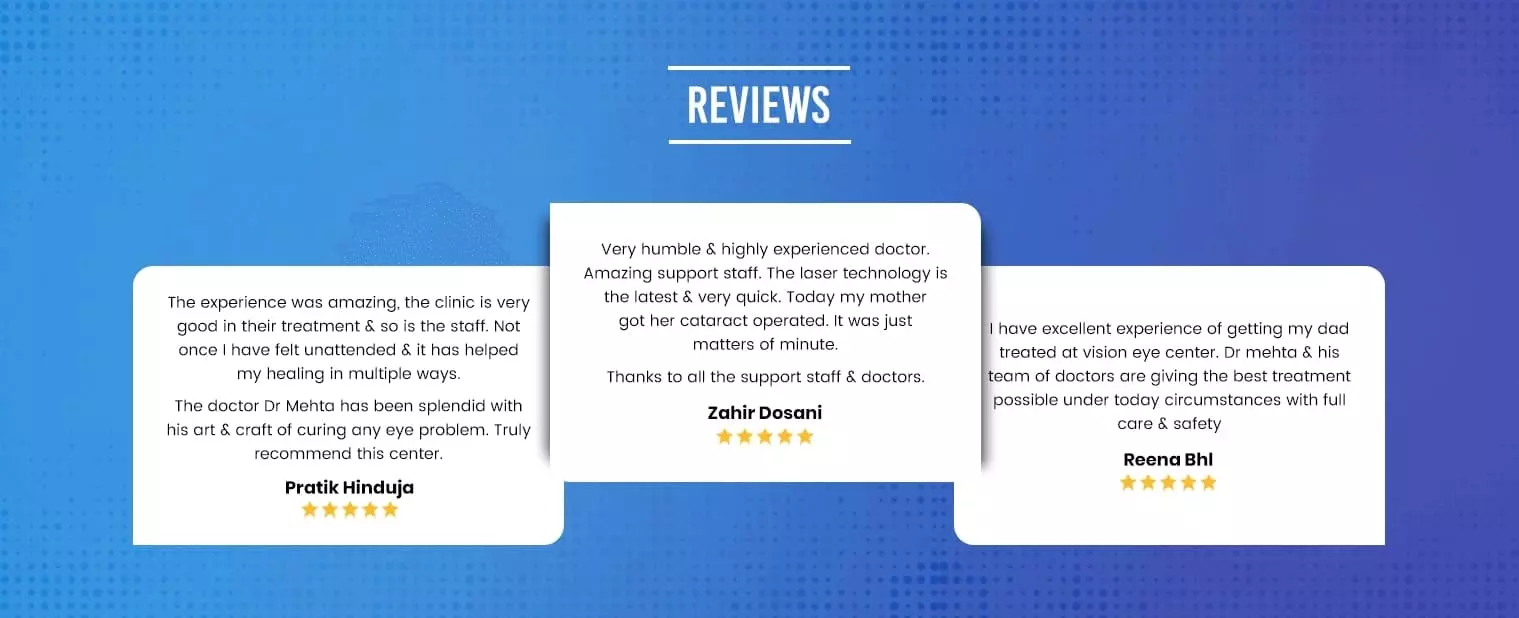 REVIEWS
The experience was amazing, the clinic is very
good in their treatment & so is the staff. Not
once I have felt unattended & it has helped
my healing in multiple ways.
The doctor Dr Mehta has been splendid with
his art & craft of curing any eye problem. Truly
recommend this center.
Pratik Hinduja
Very humble & highly experienced doctor.
Amazing support staff. The laser technology is
the latest & very quick. Today my mother
got her cataract operated. It was just
matters of minute.
Thanks to all the support staff & doctors.
Zahir Dosani
I have excellent experience of getting my dad
treated at vision eye center. Dr mehta & his
team of doctors are giving the best treatment
possible under today circumstances with full
care & safety
Reena Bhl